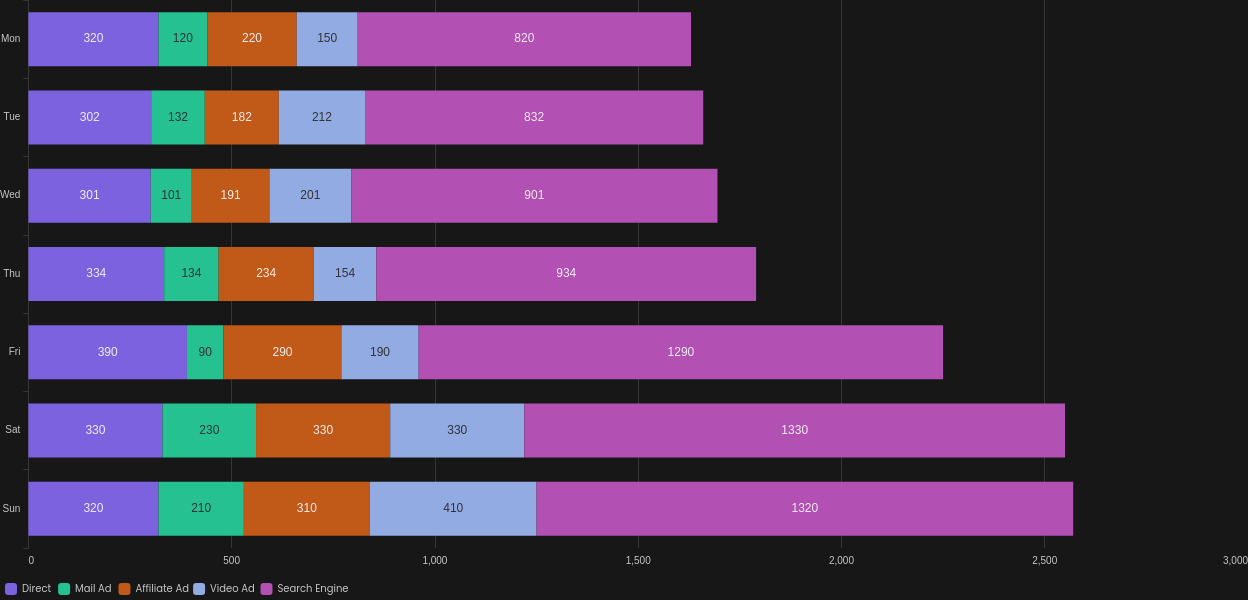 Mon 320 120 220 150 820
Tue 302 132 182 212 832
Wed 301 101 191 201 901
Thu 334 134 234 154 934
Fri 390 90 290 190 1290
Sat 330 230 330 330 1330
Sun 320 210 310 410 1320
0 500 1,000 1,500 2,000 2,500 3,000
Direct Mail Ad Affiliate Ad Video Ad Search Engine